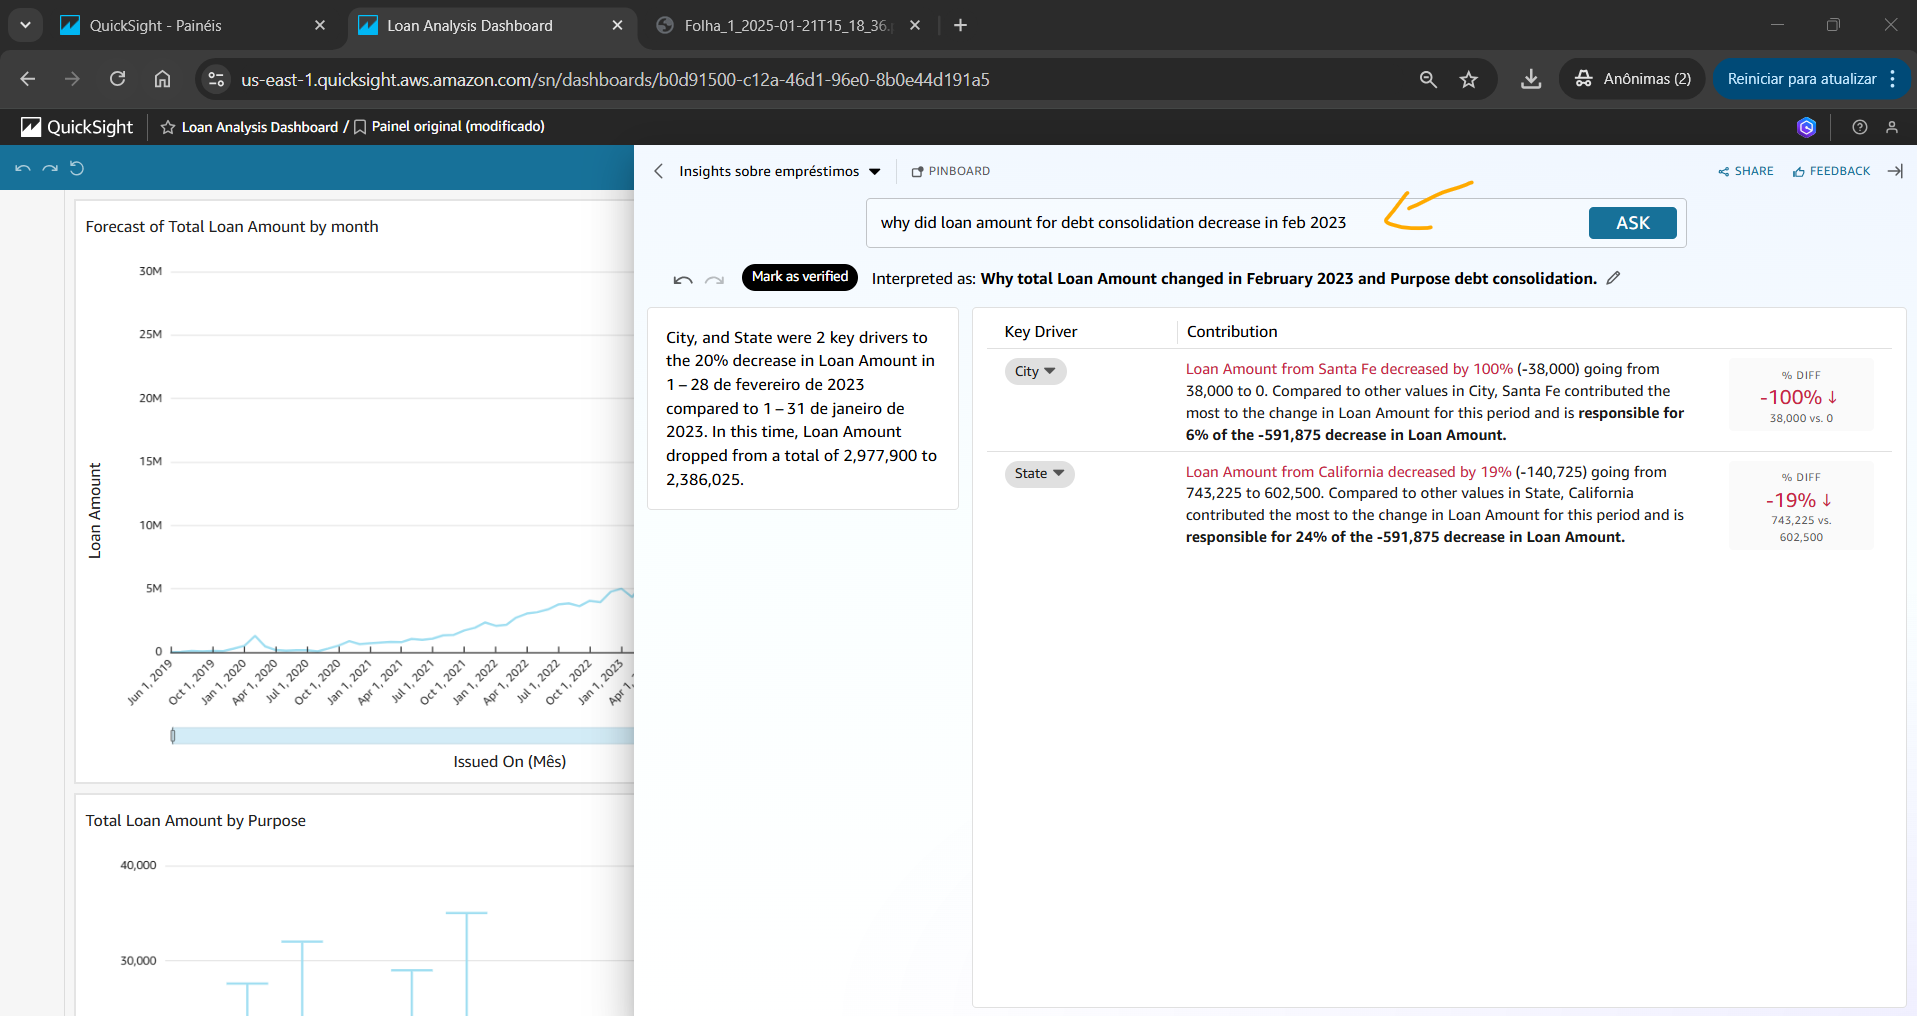 QuickSight - Painéis
Loan Analysis Dashboard
Folha_1_2025-01-21T15_18_36.
us-east-1.quicksight.aws.amazon.com/sn/dashboards/b0d91500-c12a-46d1-96e0-8b0e44d191a5
Anônimas (2)
Reiniciar para atualizar
QuickSight
Loan Analysis Dashboard / Painel original (modificado)
Forecast of Total Loan Amount by month
30M
25M
20M
15M
10M
5M
0
Loan Amount
Jun 1, 2019
Oct 1, 2019
Jan 1, 2020
Apr 1, 2020
Jul 1, 2020
Oct 1, 2020
Jan 1, 2021
Apr 1, 2021
Jul 1, 2021
Oct 1, 2021
Jan 1, 2022
Apr 1, 2022
Jul 1, 2022
Oct 1, 2022
Jan 1, 2023
Apr 1,
Issued On (Mês)
Total Loan Amount by Purpose
40,000
30,000
Insights sobre empréstimos
PINBOARD
SHARE
FEEDBACK
why did loan amount for debt consolidation decrease in feb 2023
ASK
Mark as verified
Interpreted as: Why total Loan Amount changed in February 2023 and Purpose debt consolidation.
City, and State were 2 key drivers to
the 20% decrease in Loan Amount in
1 – 28 de fevereiro de 2023
compared to 1 – 31 de janeiro de
2023. In this time, Loan Amount
dropped from a total of 2,977,900 to
2,386,025.
Key Driver
Contribution
City
Loan Amount from Santa Fe decreased by 100% (-38,000) going from
38,000 to 0. Compared to other values in City, Santa Fe contributed the
most to the change in Loan Amount for this period and is responsible for
6% of the -591,875 decrease in Loan Amount.
% DIFF
-100% ↓
38,000 vs. 0
State
Loan Amount from California decreased by 19% (-140,725) going from
743,225 to 602,500. Compared to other values in State, California
contributed the most to the change in Loan Amount for this period and is
responsible for 24% of the -591,875 decrease in Loan Amount.
% DIFF
-19% ↓
743,225 vs.
602,500